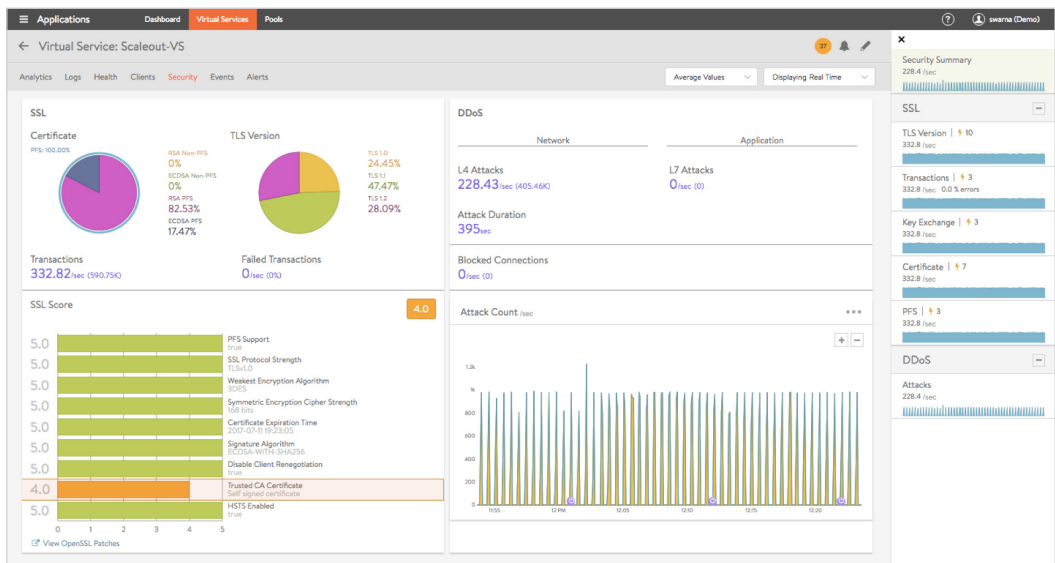 Applications Dashboard Virtual Services Pools ? swarna (Demo)
← Virtual Service: Scaleout-VS 37
Analytics Logs Health Clients Security Events Alerts Average Values Displaying Real Time
SSL
Certificate
PFS: 100.00%
RSA Non-PFS
0%
ECDSA Non-PFS
0%
RSA PFS
82.53%
ECDSA PFS
17.47%
TLS Version
TLS 1.0
24.45%
TLS 1.1
47.47%
TLS 1.2
28.09%
Transactions
332.82/sec (590.75K)
Failed Transactions
0/sec (0%)
DDoS
Network
Application
L4 Attacks
228.43/sec (405.46K)
L7 Attacks
0/sec (0)
Attack Duration
395sec
Blocked Connections
0/sec (0)
SSL Score 4.0
5.0 PFS Support
true
5.0 SSL Protocol Strength
TLSv1.0
5.0 Weakest Encryption Algorithm
3DES
5.0 Symmetric Encryption Cipher Strength
168 bits
5.0 Certificate Expiration Time
2017-07-11 19:23:05
5.0 Signature Algorithm
ECDSA-WITH-SHA256
5.0 Disable Client Renegotiation
true
4.0 Trusted CA Certificate
Self signed certificate
5.0 HSTS Enabled
true
0 1 2 3 4 5
View OpenSSL Patches
Attack Count /sec
+ −
1.2k
1k
800
600
400
200
0
11:55 12 PM 12:05 12:10 12:15 12:20
×
Security Summary
228.4 /sec
SSL −
TLS Version | 10
332.8 /sec
Transactions | 3
332.8 /sec 0.0 % errors
Key Exchange | 3
332.8 /sec
Certificate | 7
332.8 /sec
PFS | 3
332.8 /sec
DDoS −
Attacks
228.4 /sec